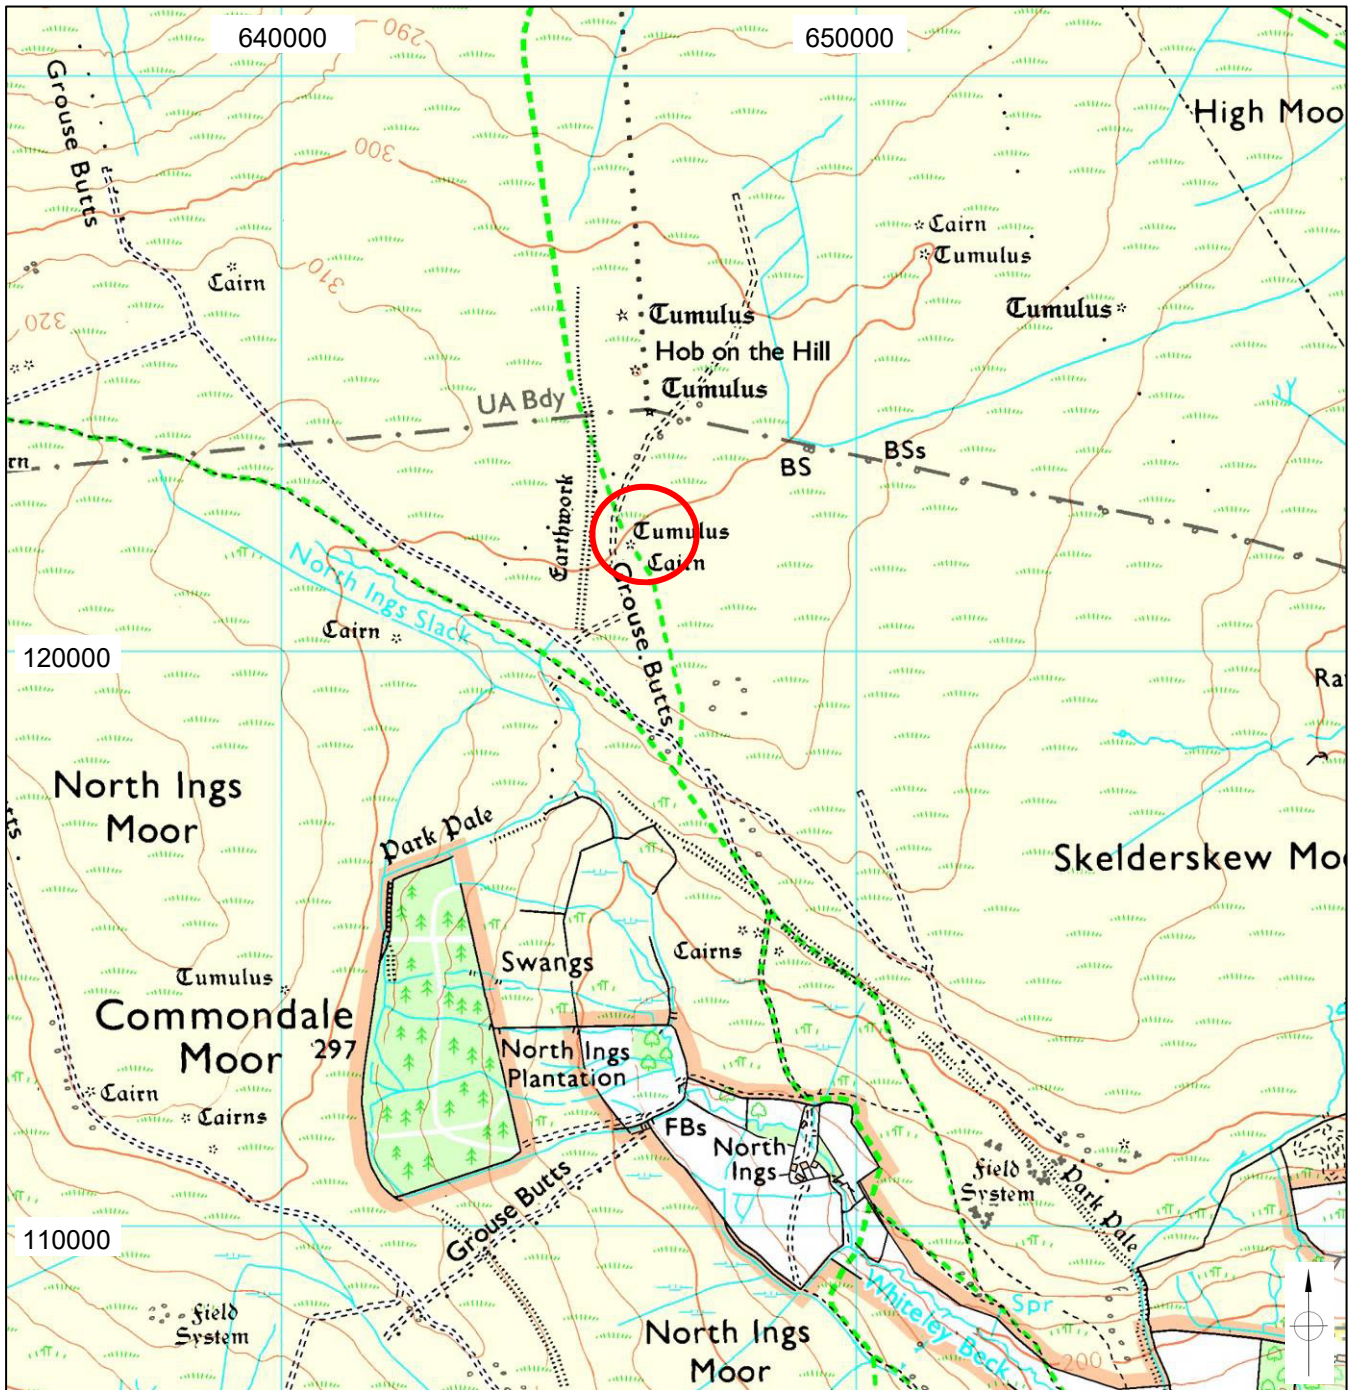 640000
650000
290
Grouse Butts
High Moo
300
Cairn
Tumulus
Cairn
310
320
Tumulus
Tumulus
Hob on the Hill
Tumulus
UA Bdy
rn
BS
BSs
Earthwork
Tumulus
Cairn
North Ings Slack
Cairn
Grouse Butts
120000
Ra
North Ings
Moor
rts
Park Pale
Skelderskew Mo
Swangs
Cairns
Tumulus
Commondale
Moor
297
North Ings
Plantation
Cairn
Cairns
FBs
North
Ings
Field
System
Park Pale
Grouse Butts
110000
Whiteley Beck
Spr
Field
System
North Ings
Moor
200